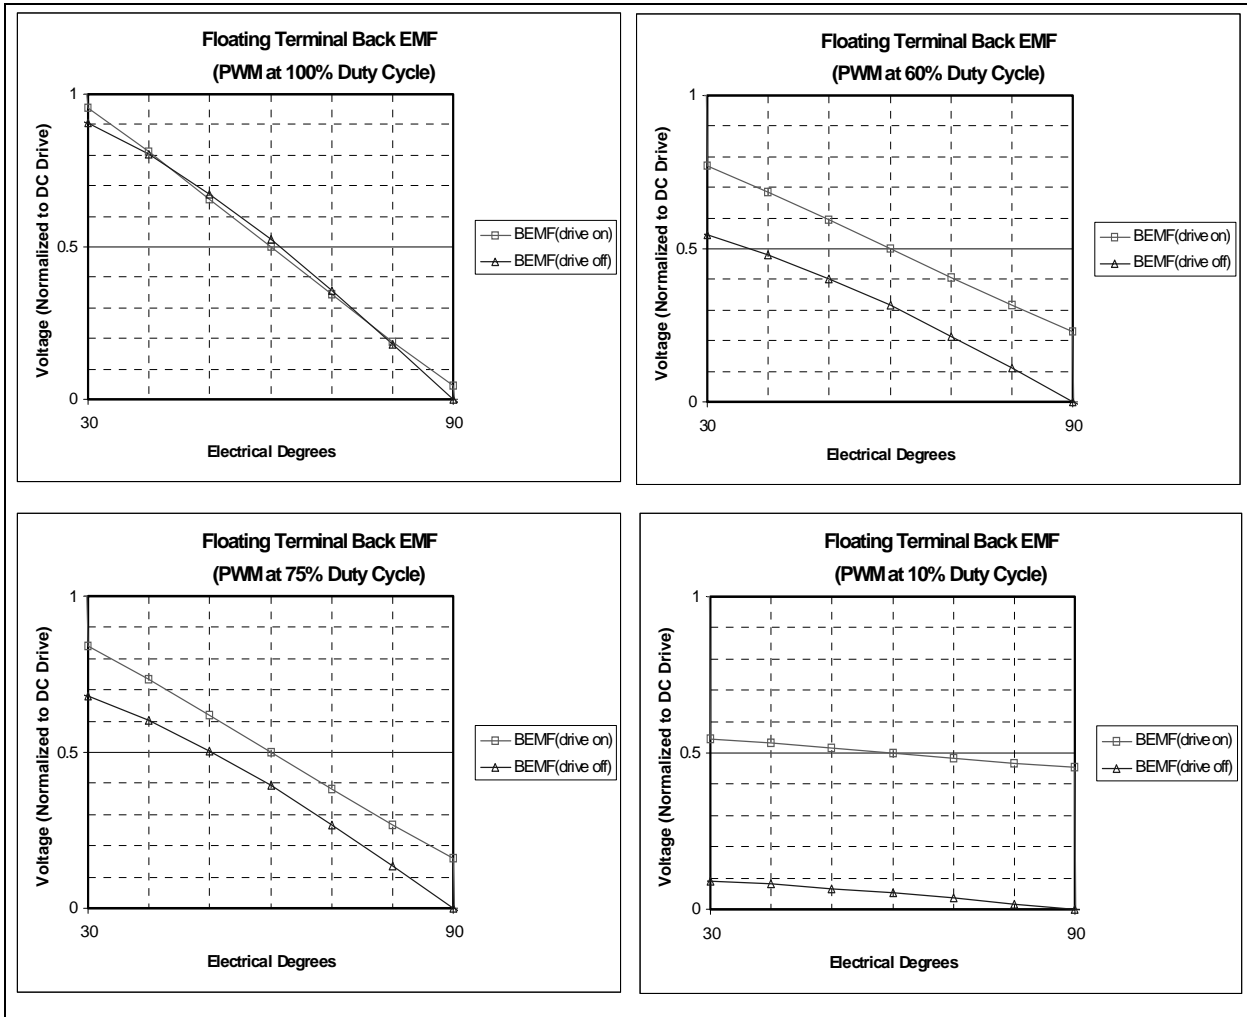 Floating Terminal Back EMF
(PWM at 100% Duty Cycle)
Voltage (Normalized to DC Drive)
1
0.5
0
30
90
Electrical Degrees
BEMF(drive on)
BEMF(drive off)
Floating Terminal Back EMF
(PWM at 60% Duty Cycle)
Voltage (Normalized to DC Drive)
1
0.5
0
30
90
Electrical Degrees
BEMF(drive on)
BEMF(drive off)
Floating Terminal Back EMF
(PWM at 75% Duty Cycle)
Voltage (Normalized to DC Drive)
1
0.5
0
30
90
Electrical Degrees
BEMF(drive on)
BEMF(drive off)
Floating Terminal Back EMF
(PWM at 10% Duty Cycle)
Voltage (Normalized to DC Drive)
1
0.5
0
30
90
Electrical Degrees
BEMF(drive on)
BEMF(drive off)